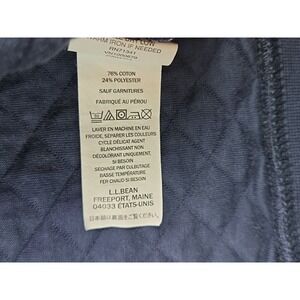 WARM IRON IF NEEDED
RN71341
76% COTON
24% POLYESTER
SAUF GARNITURES
FABRIQUÉ AU PÉROU
LAVER EN MACHINE EN EAU
FROIDE, SÉPARER LES COULEURS
CYCLE DÉLICAT AGENT
BLANCHISSANT NON
DÉCOLORANT UNIQUEMENT,
SI BESOIN
SÉCHAGE PAR CULBUTAGE
BASSE TEMPÉRATURE
FER CHAUD SI BESOIN
L.L.BEAN
FREEPORT, MAINE
04033 ÉTATS-UNIS